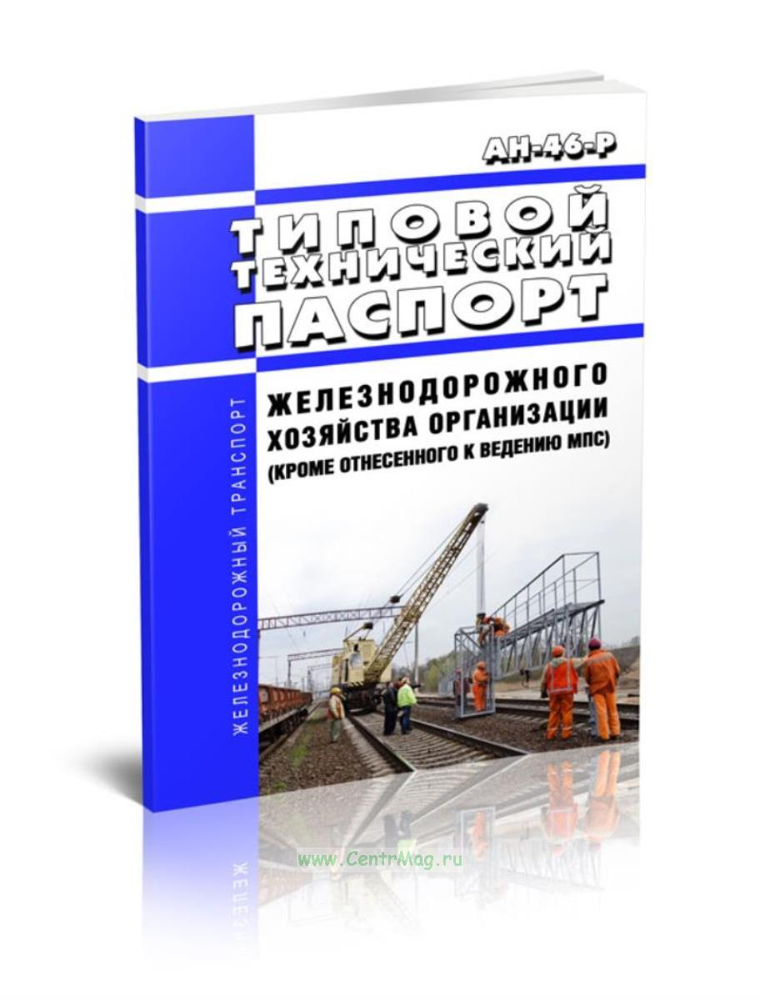 АН-46-Р
ТИПОВОЙ
ТЕХНИЧЕСКИЙ
ПАСПОРТ
ЖЕЛЕЗНОДОРОЖНОГО
ХОЗЯЙСТВА ОРГАНИЗАЦИИ
(КРОМЕ ОТНЕСЕННОГО К ВЕДЕНИЮ МПС)
ЖЕЛЕЗНОДОРОЖНЫЙ ТРАНСПОРТ
www.CentrMag.ru